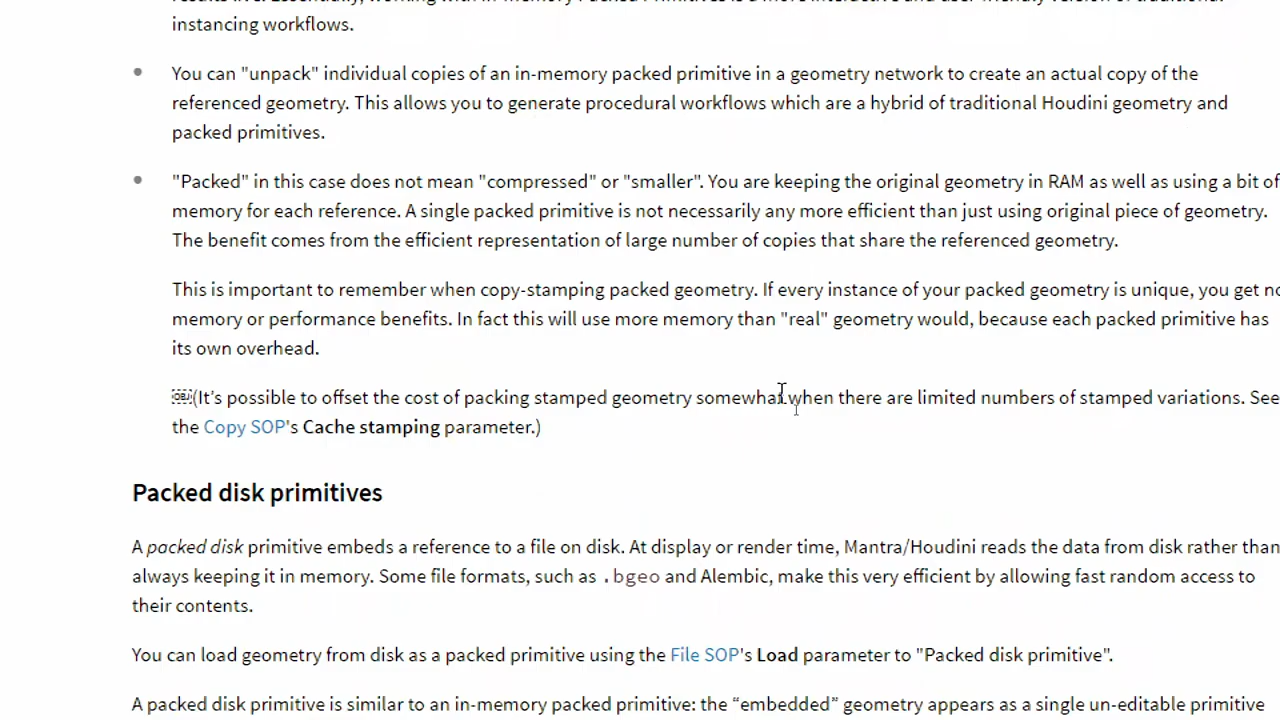 instancing workflows.
You can "unpack" individual copies of an in-memory packed primitive in a geometry network to create an actual copy of the
referenced geometry. This allows you to generate procedural workflows which are a hybrid of traditional Houdini geometry and
packed primitives.
"Packed" in this case does not mean "compressed" or "smaller". You are keeping the original geometry in RAM as well as using a bit of
memory for each reference. A single packed primitive is not necessarily any more efficient than just using original piece of geometry.
The benefit comes from the efficient representation of large number of copies that share the referenced geometry.
This is important to remember when copy-stamping packed geometry. If every instance of your packed geometry is unique, you get no
memory or performance benefits. In fact this will use more memory than "real" geometry would, because each packed primitive has
its own overhead.
(It's possible to offset the cost of packing stamped geometry somewhat when there are limited numbers of stamped variations. See
the Copy SOP's Cache stamping parameter.)
Packed disk primitives
A packed disk primitive embeds a reference to a file on disk. At display or render time, Mantra/Houdini reads the data from disk rather than
always keeping it in memory. Some file formats, such as .bgeo and Alembic, make this very efficient by allowing fast random access to
their contents.
You can load geometry from disk as a packed primitive using the File SOP's Load parameter to "Packed disk primitive".
A packed disk primitive is similar to an in-memory packed primitive: the “embedded” geometry appears as a single un-editable primitive